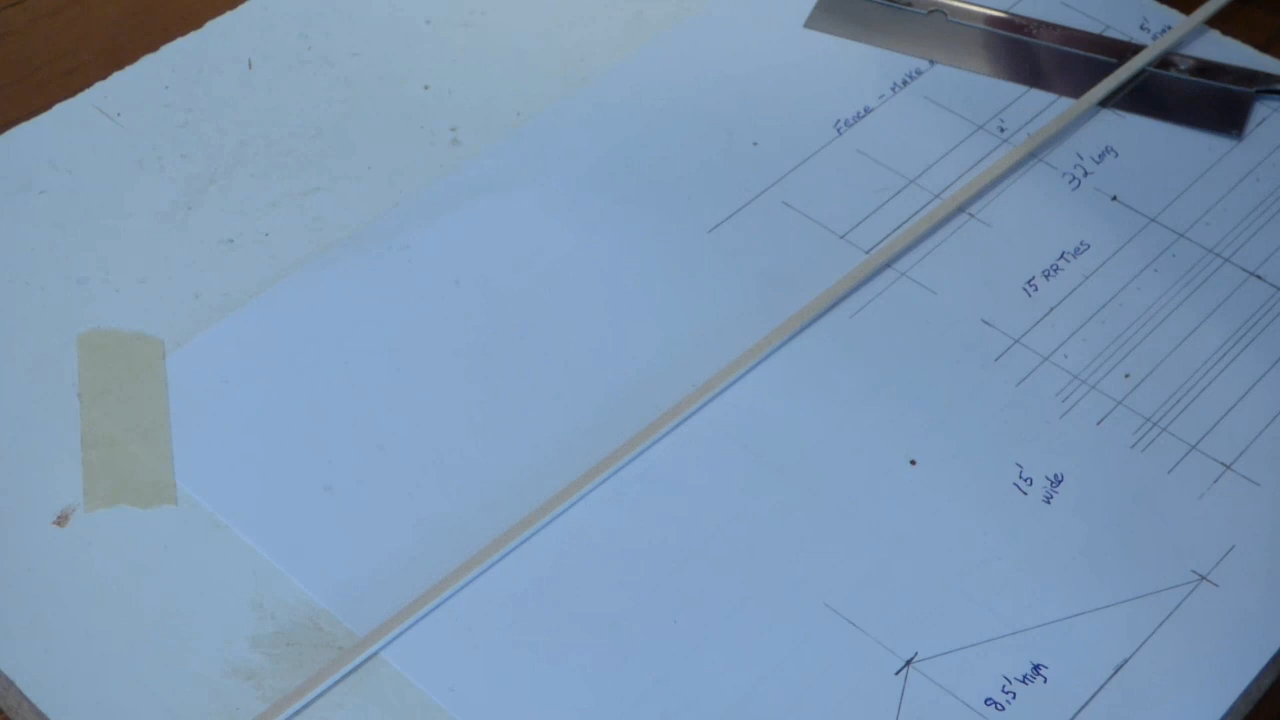 5'
Fence - Make
2'
32' Long
15 RR Ties
15'
wide
8,5' high